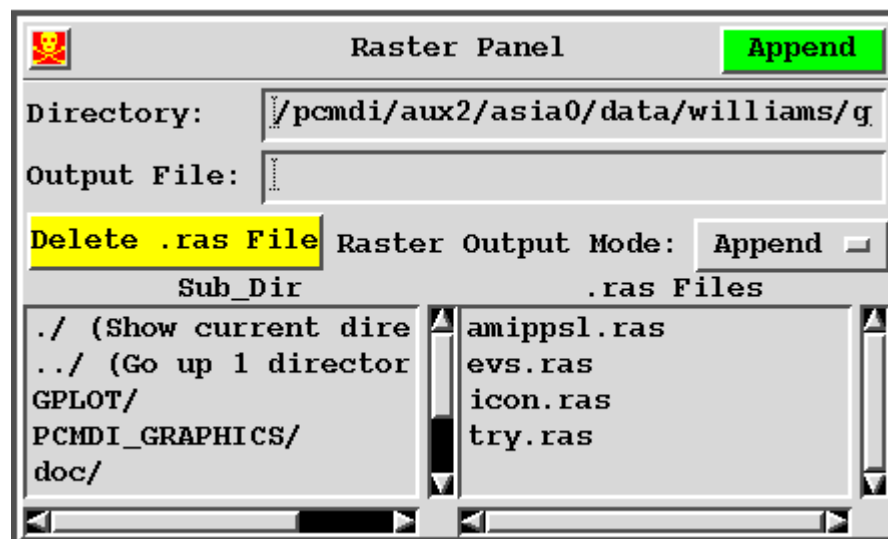 Raster Panel
Append
Directory: /pcmdi/aux2/asia0/data/williams/g
Output File:
Delete .ras File
Raster Output Mode: Append
Sub_Dir
.ras Files
./ (Show current dire
../ (Go up 1 director
GPLOT/
PCMDI_GRAPHICS/
doc/
amippsl.ras
evs.ras
icon.ras
try.ras